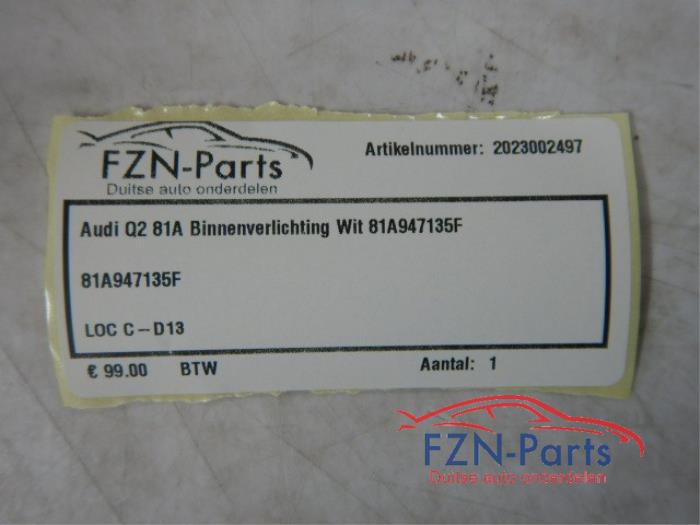 FZN-Parts
Duitse auto onderdelen
Artikelnummer: 2023002497
Audi Q2 81A Binnenverlichting Wit 81A947135F
81A947135F
LOC C-D13
€ 99.00 BTW Aantal: 1
FZN-Parts
Duitse auto onderdelen